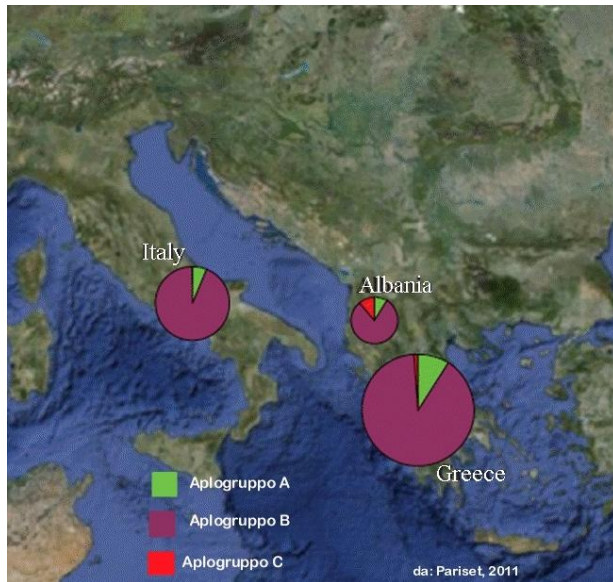 Italy
Albania
Greece
Aplogruppo A
Aplogruppo B
Aplogruppo C
da: Pariset, 2011